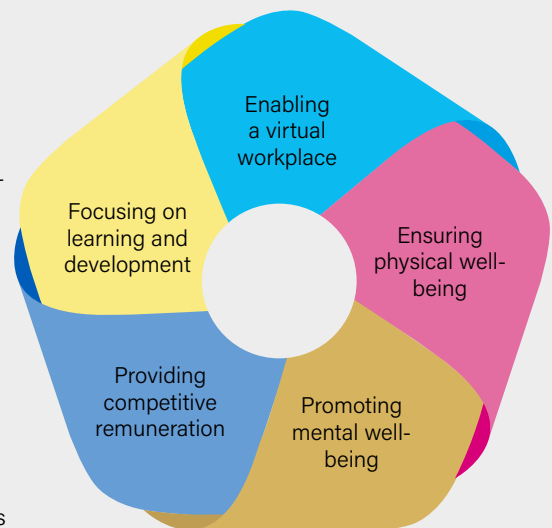 Enabling
a virtual
workplace
Ensuring
physical well-
being
Promoting
mental well-
being
Providing
competitive
remuneration
Focusing on
learning and
development